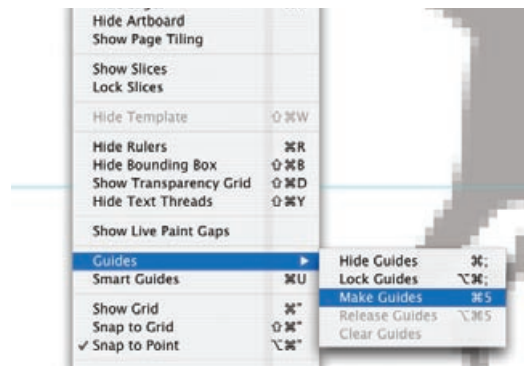 Hide Artboard
Show Page Tiling
Show Slices
Lock Slices
Hide Template ⇧⌘W
Hide Rulers ⌘R
Hide Bounding Box ⇧⌘B
Show Transparency Grid ⇧⌘D
Hide Text Threads ⇧⌘Y
Show Live Paint Gaps
Guides ▶
Smart Guides ⌘U
Show Grid ⌘"
Snap to Grid ⇧⌘"
✓ Snap to Point ⌥⌘"
Hide Guides ⌘;
Lock Guides ⌥⌘;
Make Guides ⌘5
Release Guides ⌥⌘5
Clear Guides